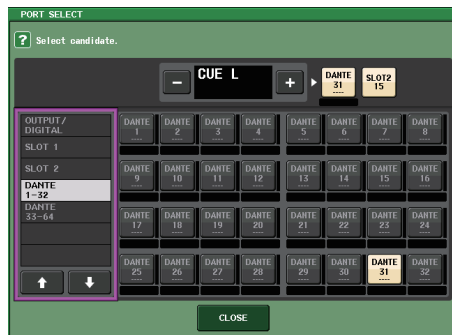 PORT SELECT
? Select candidate.
− CUE L + DANTE 31 ---- SLOT2 15
OUTPUT/
DIGITAL
SLOT 1
SLOT 2
DANTE
1-32
DANTE
33-64
DANTE 1 ---- DANTE 2 ---- DANTE 3 ---- DANTE 4 ---- DANTE 5 ---- DANTE 6 ---- DANTE 7 ---- DANTE 8 ----
DANTE 9 ---- DANTE 10 ---- DANTE 11 ---- DANTE 12 ---- DANTE 13 ---- DANTE 14 ---- DANTE 15 ---- DANTE 16 ----
DANTE 17 ---- DANTE 18 ---- DANTE 19 ---- DANTE 20 ---- DANTE 21 ---- DANTE 22 ---- DANTE 23 ---- DANTE 24 ----
DANTE 25 ---- DANTE 26 ---- DANTE 27 ---- DANTE 28 ---- DANTE 29 ---- DANTE 30 ---- DANTE 31 ---- DANTE 32 ----
CLOSE